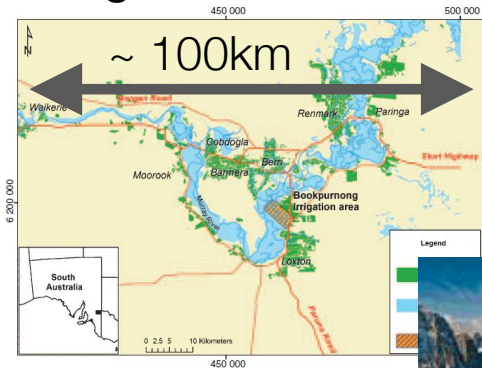 450 000
500 000
~ 100km
Waikerie
Renmark
Paringa
Cobdogla
Sturt Highway
Moorook
Barmera
Berri
Bookpurnong
Irrigation area
6 200 000
Murray River
Loxton
Legend
South
Australia
0 2.5 5 10 Kilometers
450 000